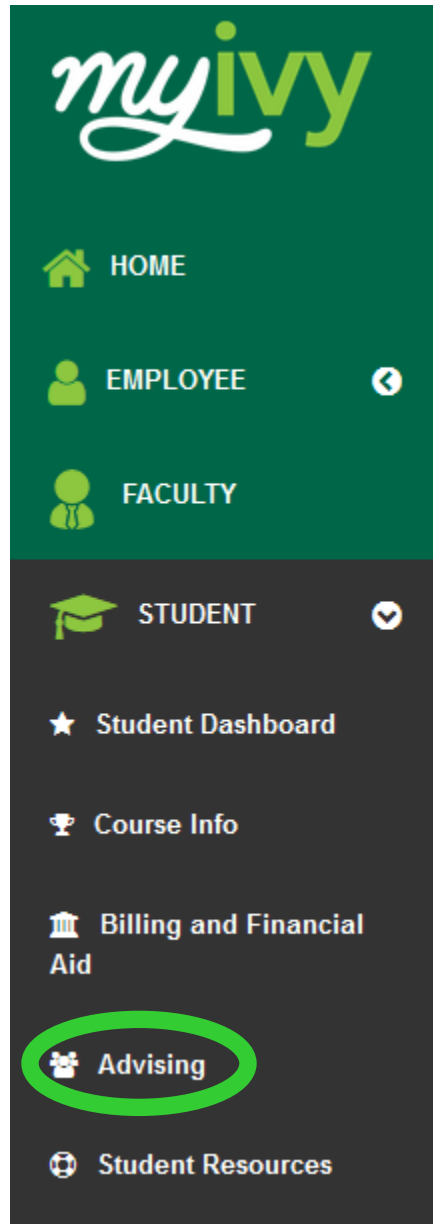 myivy
HOME
EMPLOYEE
FACULTY
STUDENT
Student Dashboard
Course Info
Billing and Financial
Aid
Advising
Student Resources